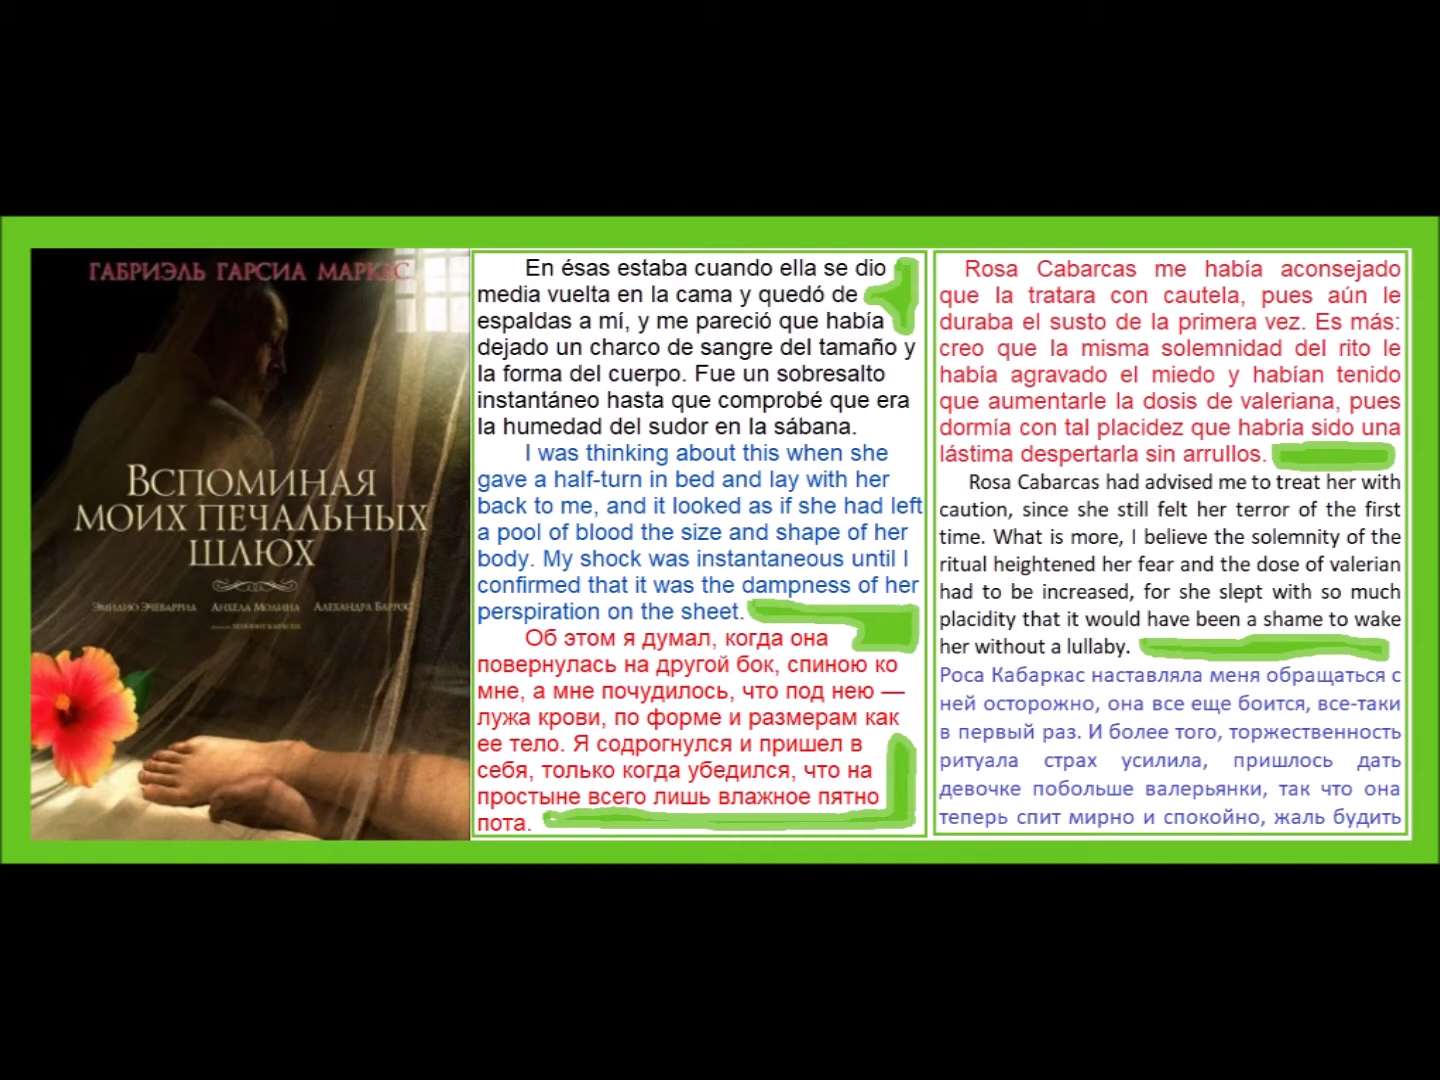 ГАБРИЭЛЬ ГАРСИА МАРКЕС
ВСПОМИНАЯ
МОИХ ПЕЧАЛЬНЫХ
ШЛЮХ
ЭМИЛИО ЭЧЕВАРРИА АНХЕЛА МОЛИНА АЛЕХАНДРА БАРРОС
En ésas estaba cuando ella se dio
media vuelta en la cama y quedó de
espaldas a mí, y me pareció que había
dejado un charco de sangre del tamaño y
la forma del cuerpo. Fue un sobresalto
instantáneo hasta que comprobé que era
la humedad del sudor en la sábana.
I was thinking about this when she
gave a half-turn in bed and lay with her
back to me, and it looked as if she had left
a pool of blood the size and shape of her
body. My shock was instantaneous until I
confirmed that it was the dampness of her
perspiration on the sheet.
Об этом я думал, когда она
повернулась на другой бок, спиною ко
мне, а мне почудилось, что под нею —
лужа крови, по форме и размерам как
ее тело. Я содрогнулся и пришел в
себя, только когда убедился, что на
простыне всего лишь влажное пятно
пота.
Rosa Cabarcas me había aconsejado
que la tratara con cautela, pues aún le
duraba el susto de la primera vez. Es más:
creo que la misma solemnidad del rito le
había agravado el miedo y habían tenido
que aumentarle la dosis de valeriana, pues
dormía con tal placidez que habría sido una
lástima despertarla sin arrullos.
Rosa Cabarcas had advised me to treat her with
caution, since she still felt her terror of the first
time. What is more, I believe the solemnity of the
ritual heightened her fear and the dose of valerian
had to be increased, for she slept with so much
placidity that it would have been a shame to wake
her without a lullaby.
Роса Кабаркас наставляла меня обращаться с
ней осторожно, она все еще боится, все-таки
в первый раз. И более того, торжественность
ритуала страх усилила, пришлось дать
девочке побольше валерьянки, так что она
теперь спит мирно и спокойно, жаль будить